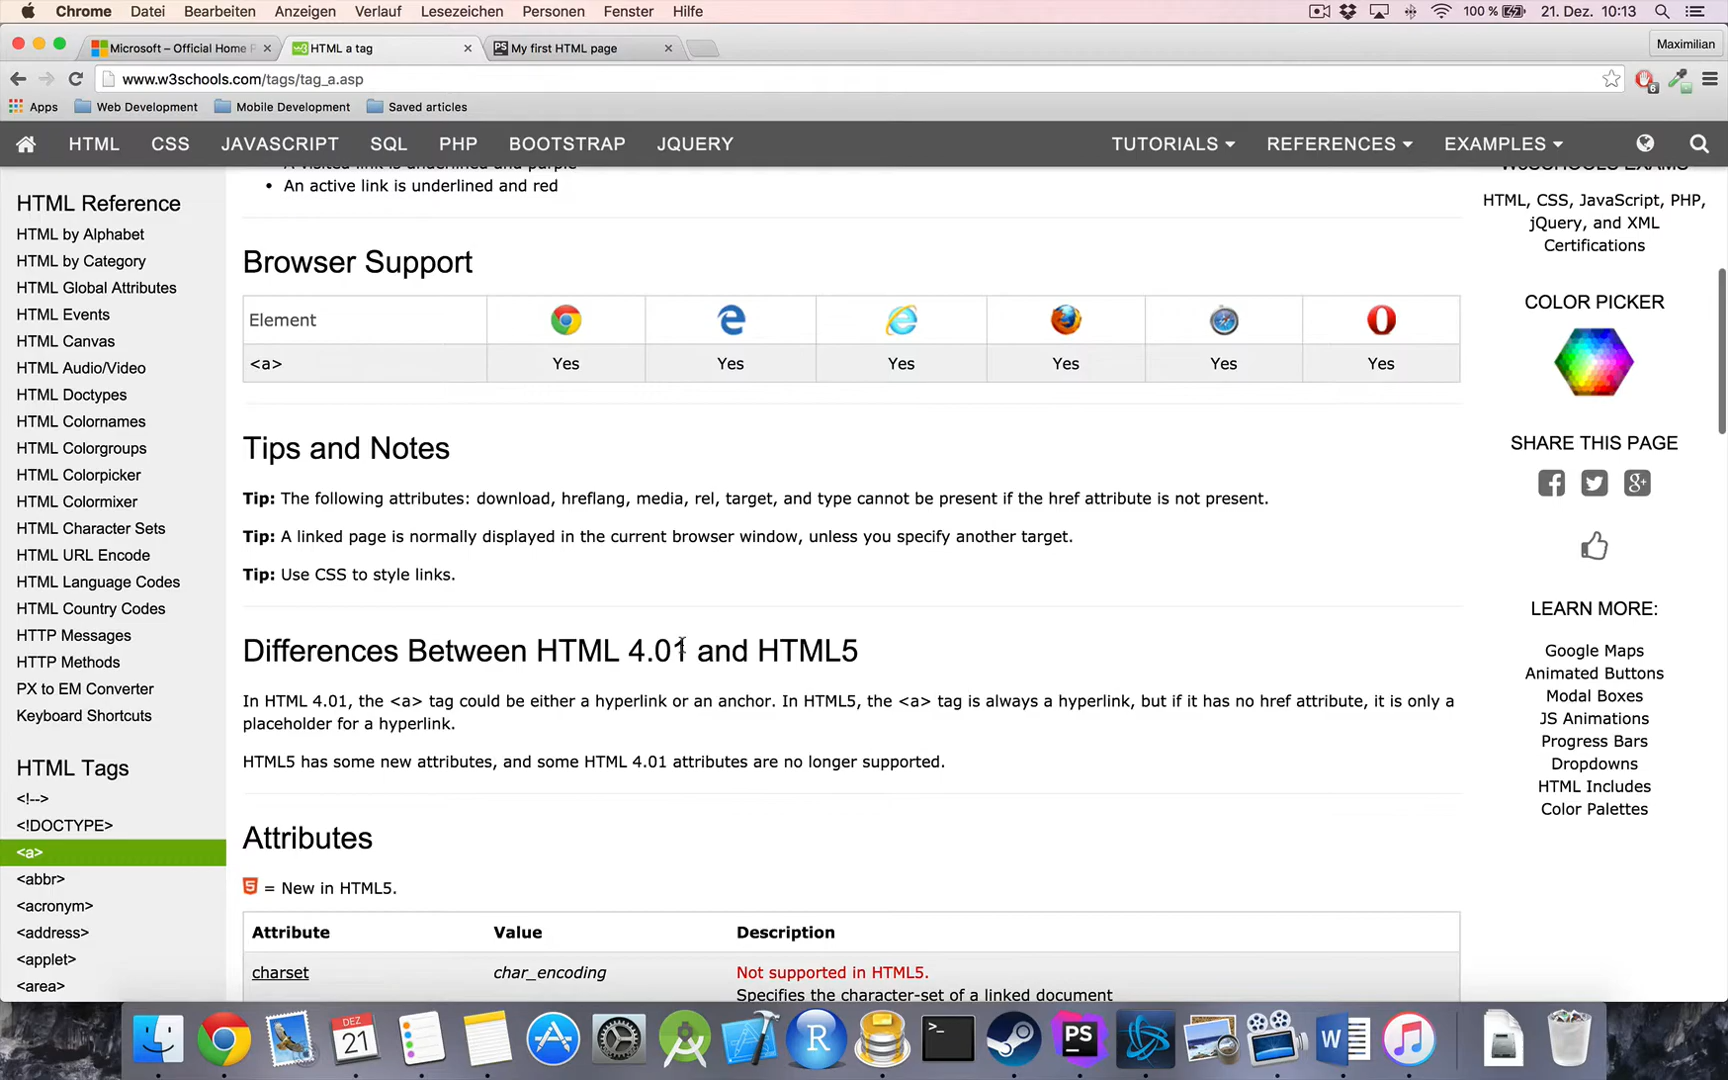 Chrome Datei Bearbeiten Anzeigen Verlauf Lesezeichen Personen Fenster Hilfe 100 % 21. Dez. 10:13
Microsoft – Official Home P HTML a tag My first HTML page Maximilian
www.w3schools.com/tags/tag_a.asp 6
Apps Web Development Mobile Development Saved articles
HTML CSS JAVASCRIPT SQL PHP BOOTSTRAP JQUERY TUTORIALS REFERENCES EXAMPLES
HTML Reference
HTML by Alphabet
HTML by Category
HTML Global Attributes
HTML Events
HTML Canvas
HTML Audio/Video
HTML Doctypes
HTML Colornames
HTML Colorgroups
HTML Colorpicker
HTML Colormixer
HTML Character Sets
HTML URL Encode
HTML Language Codes
HTML Country Codes
HTTP Messages
HTTP Methods
PX to EM Converter
Keyboard Shortcuts
HTML Tags
<!-->
<!DOCTYPE>
<a>
<abbr>
<acronym>
<address>
<applet>
<area>
A visited link is underlined and purple
• An active link is underlined and red
Browser Support
Element
<a> Yes Yes Yes Yes Yes Yes
Tips and Notes
Tip: The following attributes: download, hreflang, media, rel, target, and type cannot be present if the href attribute is not present.
Tip: A linked page is normally displayed in the current browser window, unless you specify another target.
Tip: Use CSS to style links.
Differences Between HTML 4.01 and HTML5
In HTML 4.01, the <a> tag could be either a hyperlink or an anchor. In HTML5, the <a> tag is always a hyperlink, but if it has no href attribute, it is only a
placeholder for a hyperlink.
HTML5 has some new attributes, and some HTML 4.01 attributes are no longer supported.
Attributes
5 = New in HTML5.
Attribute Value Description
charset char_encoding Not supported in HTML5.
Specifies the character-set of a linked document
W3SCHOOLS EXAMS
HTML, CSS, JavaScript, PHP,
jQuery, and XML
Certifications
COLOR PICKER
SHARE THIS PAGE
LEARN MORE:
Google Maps
Animated Buttons
Modal Boxes
JS Animations
Progress Bars
Dropdowns
HTML Includes
Color Palettes
DEZ
21
R
PS
W